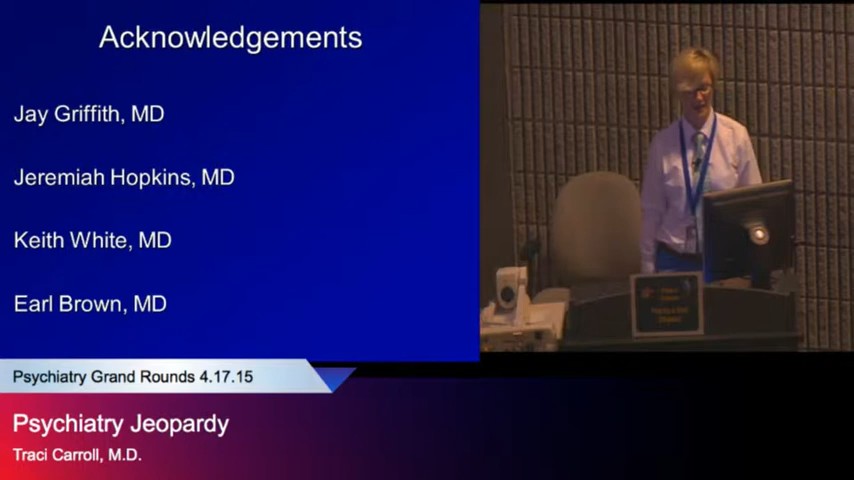 Acknowledgements
Jay Griffith, MD
Jeremiah Hopkins, MD
Keith White, MD
Earl Brown, MD
Psychiatry Grand Rounds 4.17.15
Psychiatry Jeopardy
Traci Carroll, M.D.